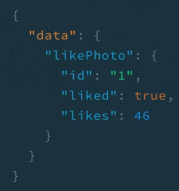 {
"data": {
"likePhoto": {
"id": "1",
"liked": true,
"likes": 46
}
}
}